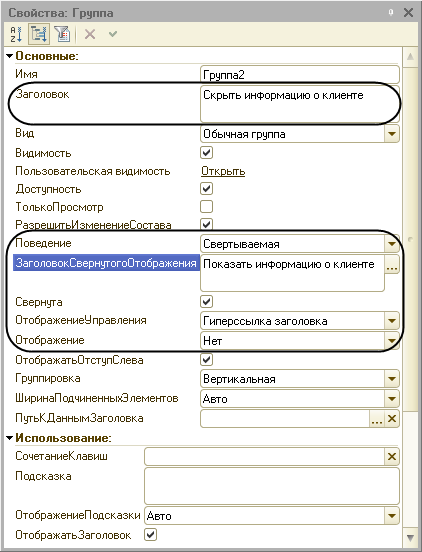 Свойства: Группа
Основные:
Имя Группа2
Заголовок Скрыть информацию о клиенте
Вид Обычная группа
Видимость
Пользовательская видимость Открыть
Доступность
ТолькоПросмотр
РазрешитьИзменениеСостава
Поведение Свертываемая
ЗаголовокСвернутогоОтображения Показать информацию о клиенте ...
Свернута
ОтображениеУправления Гиперссылка заголовка
Отображение Нет
ОтображатьОтступСлева
Группировка Вертикальная
ШиринаПодчиненныхЭлементов Авто
ПутьКДаннымЗаголовка ...
Использование:
СочетаниеКлавиш
Подсказка
ОтображениеПодсказки Авто
ОтображатьЗаголовок